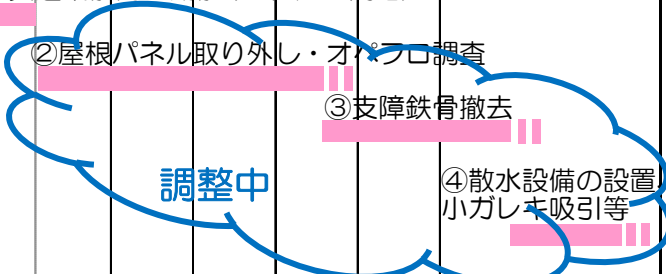 ②屋根パネル取り外し・オペフロ調査
③支障鉄骨撤去
調整中
④散水設備の設置
小ガレキ吸引等